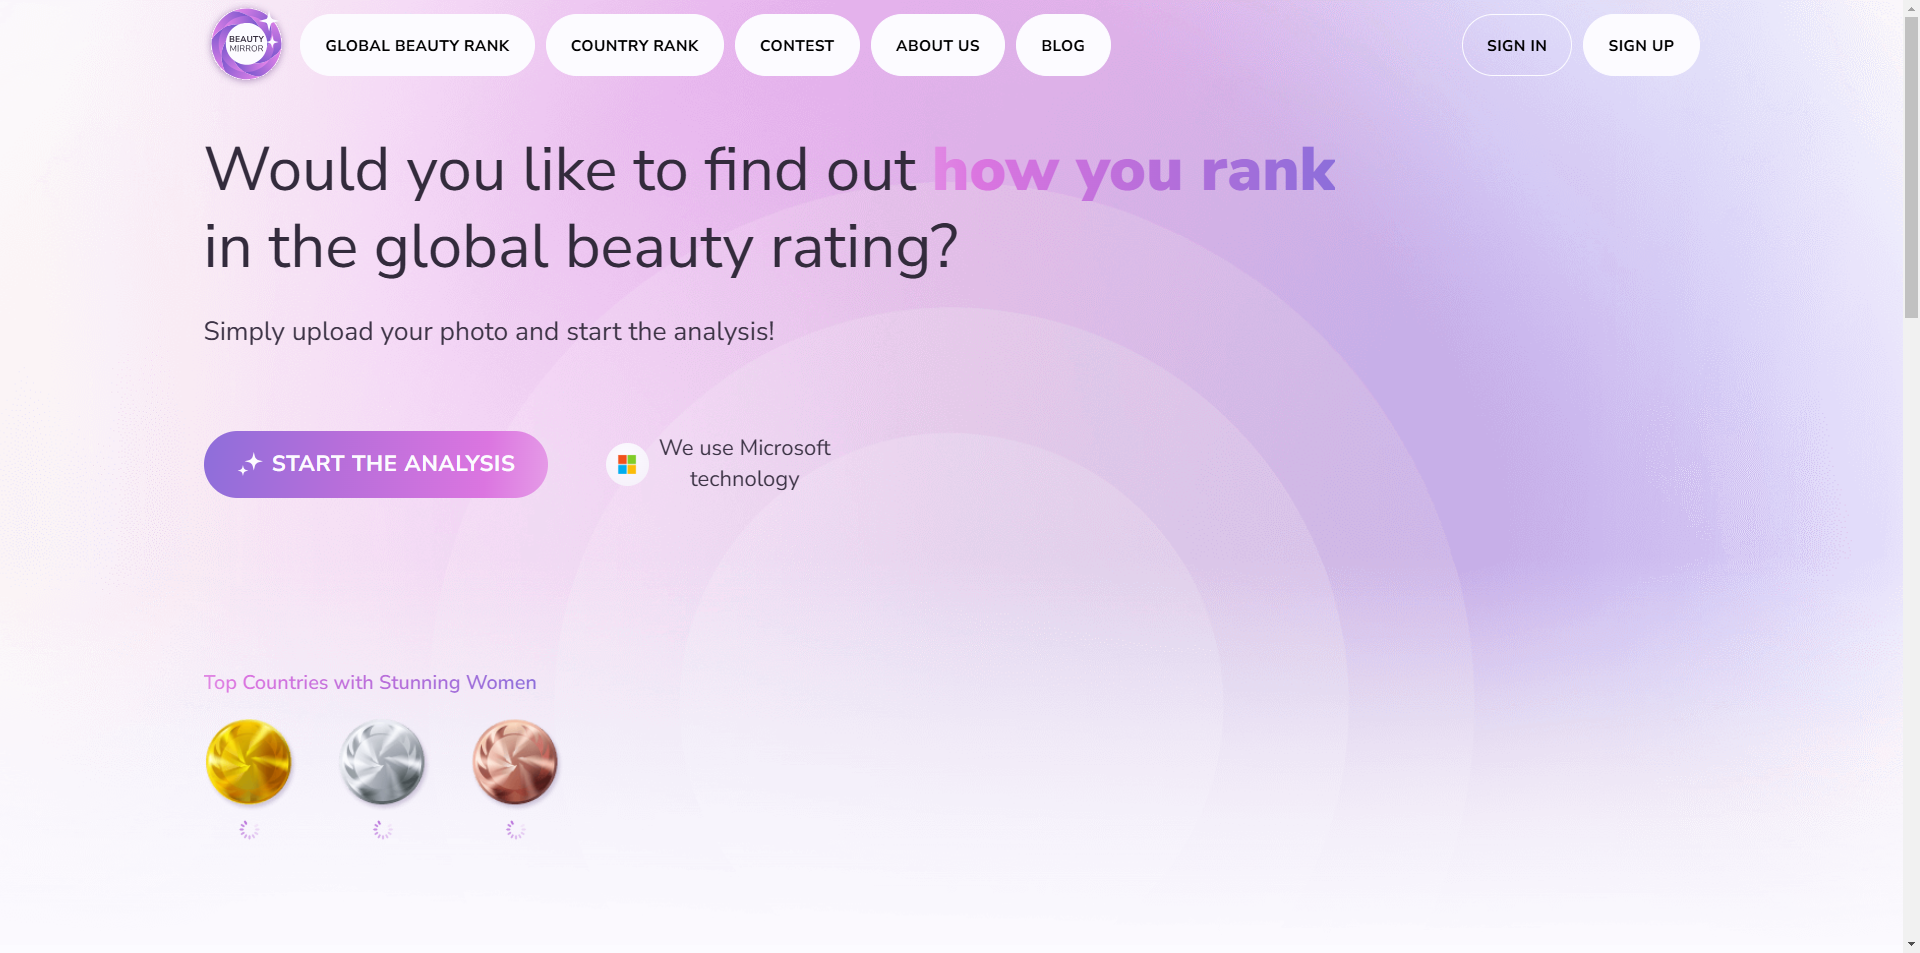 BEAUTY
MIRROR
GLOBAL BEAUTY RANK
COUNTRY RANK
CONTEST
ABOUT US
BLOG
SIGN IN
SIGN UP
Would you like to find out how you rank
in the global beauty rating?
Simply upload your photo and start the analysis!
START THE ANALYSIS
We use Microsoft
technology
Top Countries with Stunning Women